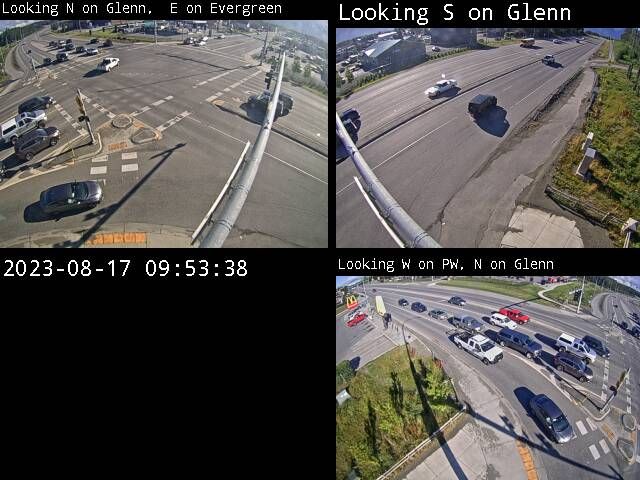 Looking N on Glenn,  E on Evergreen
Looking S on Glenn
2023-08-17 09:53:38
Looking W on PW, N on Glenn